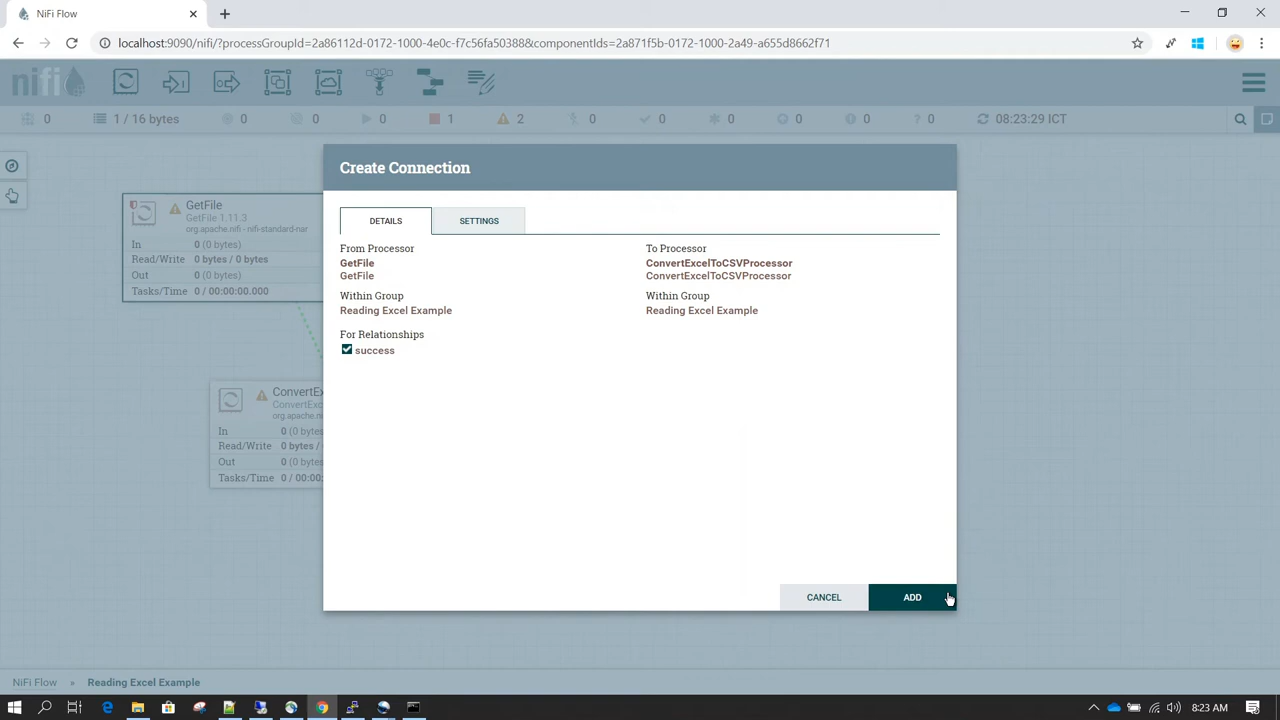 NiFi Flow
localhost:9090/nifi/?processGroupId=2a86112d-0172-1000-4e0c-f7c56fa50388&componentIds=2a871f5b-0172-1000-2a49-a655d8662f71
nifi
0 1 / 16 bytes 0 0 0 1 2 0 0 0 0 0 0 08:23:29 ICT
Create Connection
DETAILS SETTINGS
GetFile
GetFile 1.11.3
org.apache.nifi - nifi-standard-nar
In 0 (0 bytes)
Read/Write 0 bytes / 0 bytes
Out 0 (0 bytes)
Tasks/Time 0 / 00:00:00.000
From Processor
GetFile
GetFile
Within Group
Reading Excel Example
For Relationships
success
To Processor
ConvertExcelToCSVProcessor
ConvertExcelToCSVProcessor
Within Group
Reading Excel Example
ConvertEx
ConvertExc
org.apache.ni
In 0 (0 bytes
Read/Write 0 bytes /
Out 0 (0 bytes
Tasks/Time 0 / 00:00:
CANCEL ADD
NiFi Flow » Reading Excel Example
8:23 AM